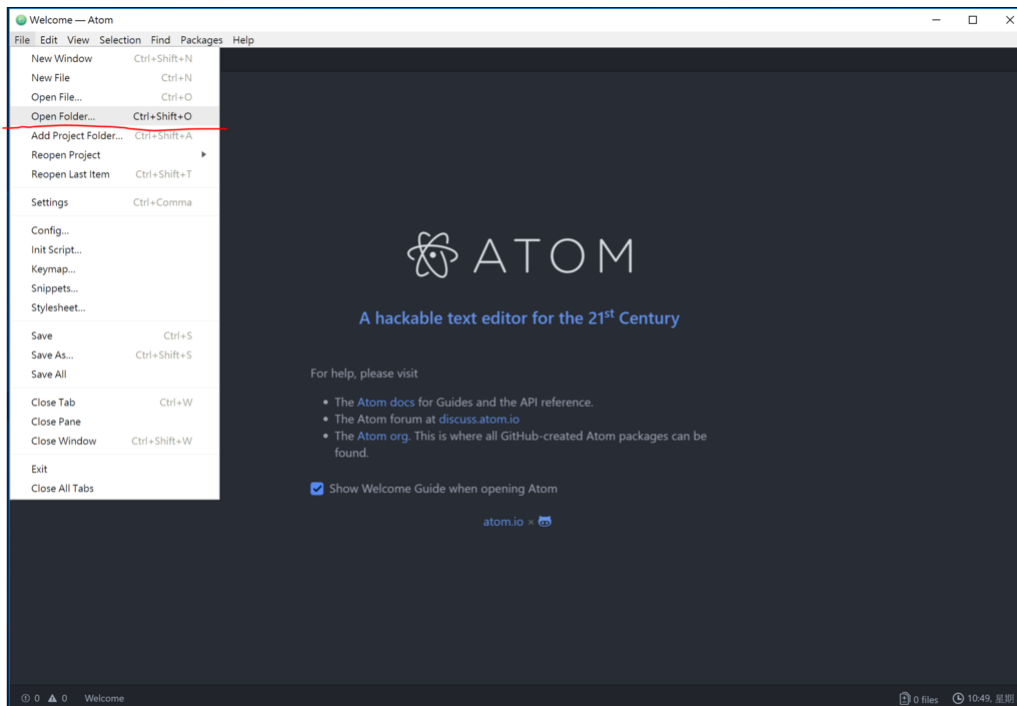 Welcome — Atom
File Edit View Selection Find Packages Help
New Window Ctrl+Shift+N
New File Ctrl+N
Open File... Ctrl+O
Open Folder... Ctrl+Shift+O
Add Project Folder... Ctrl+Shift+A
Reopen Project
Reopen Last Item Ctrl+Shift+T
Settings Ctrl+Comma
Config...
Init Script...
Keymap...
Snippets...
Stylesheet...
Save Ctrl+S
Save As... Ctrl+Shift+S
Save All
Close Tab Ctrl+W
Close Pane
Close Window Ctrl+Shift+W
Exit
Close All Tabs
ATOM
A hackable text editor for the 21st Century
For help, please visit
• The Atom docs for Guides and the API reference.
• The Atom forum at discuss.atom.io
• The Atom org. This is where all GitHub-created Atom packages can be
found.
Show Welcome Guide when opening Atom
atom.io ×
0 0 Welcome
0 files 10:49, 星期